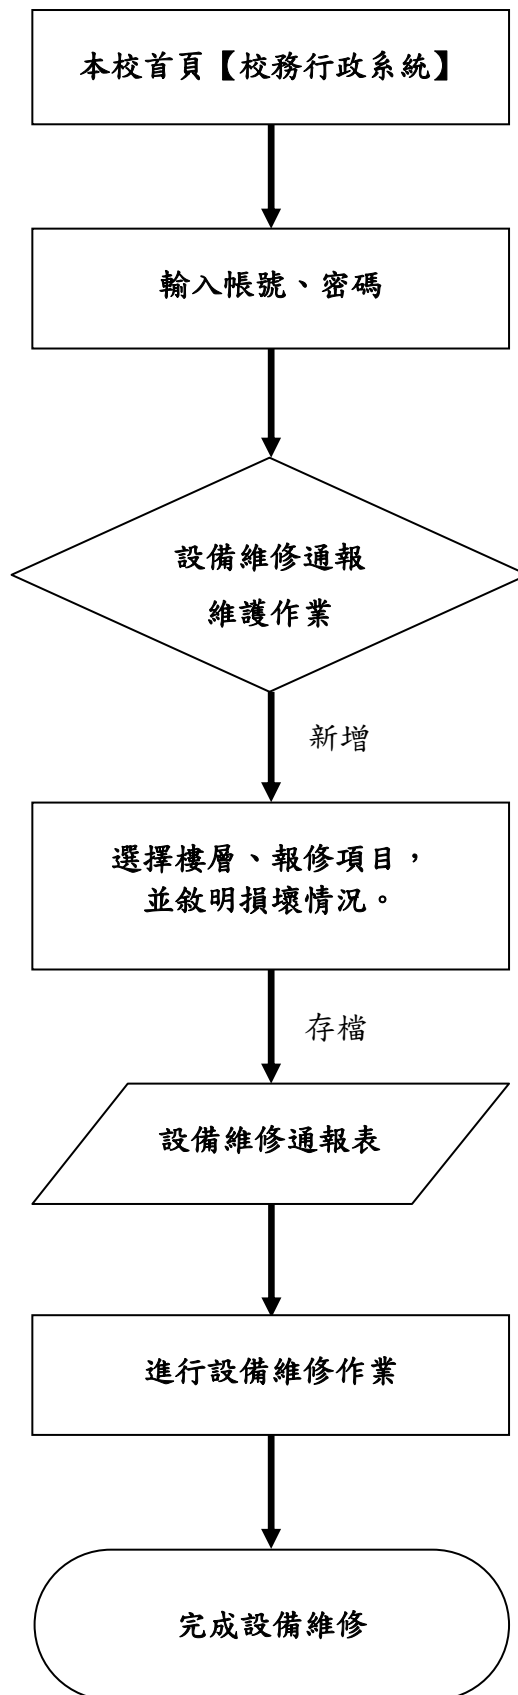 本校首頁【校務行政系統】
輸入帳號、密碼
設備維修通報
維護作業
新增
選擇樓層、報修項目，
並敘明損壞情況。
存檔
設備維修通報表
進行設備維修作業
完成設備維修